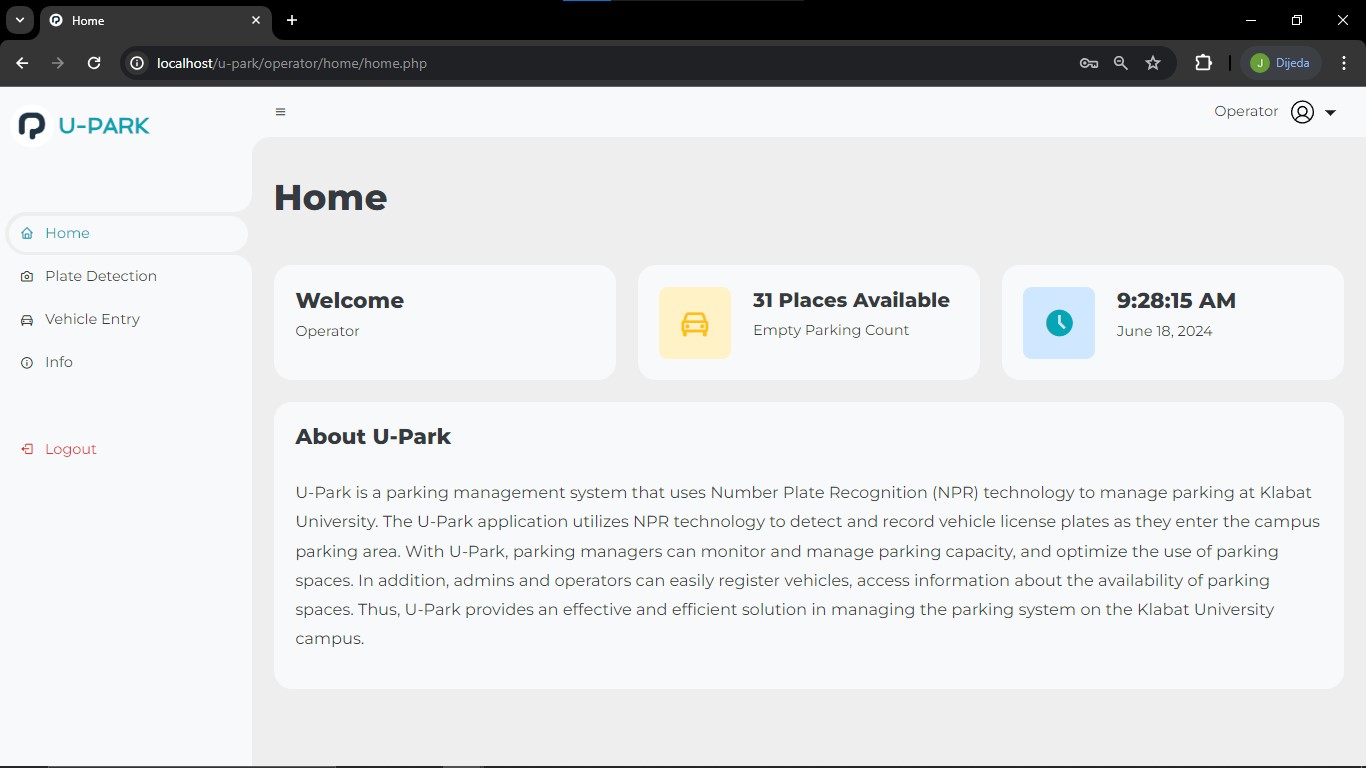 Home
localhost/u-park/operator/home/home.php
J Dijeda
U-PARK
Operator
Home
Home
Plate Detection
Vehicle Entry
Info
Logout
Welcome
Operator
31 Places Available
Empty Parking Count
9:28:15 AM
June 18, 2024
About U-Park
U-Park is a parking management system that uses Number Plate Recognition (NPR) technology to manage parking at Klabat
University. The U-Park application utilizes NPR technology to detect and record vehicle license plates as they enter the campus
parking area. With U-Park, parking managers can monitor and manage parking capacity, and optimize the use of parking
spaces. In addition, admins and operators can easily register vehicles, access information about the availability of parking
spaces. Thus, U-Park provides an effective and efficient solution in managing the parking system on the Klabat University
campus.